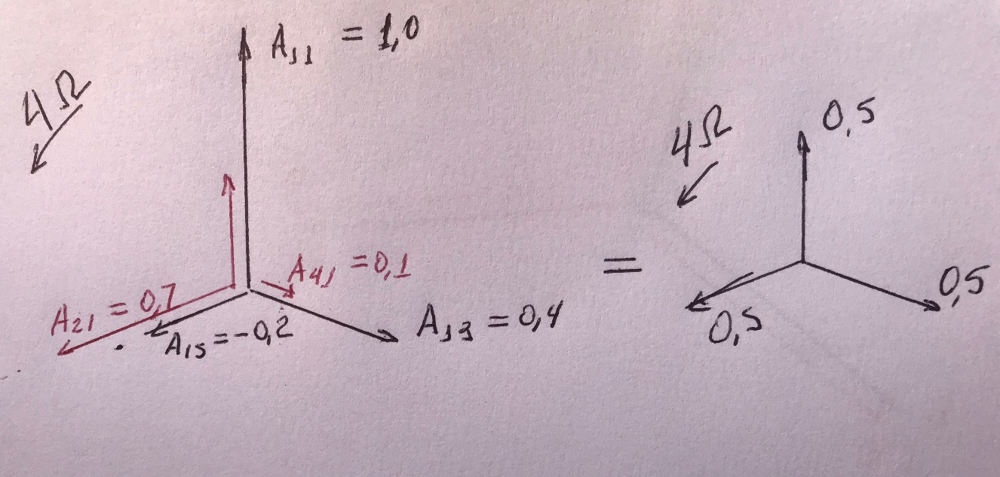 A11 = 1,0
4Ω
0,5
4Ω
A41 = 0,1
=
0,5
A21 = 0,7
A13 = 0,4
A15 = -0,2
0,5